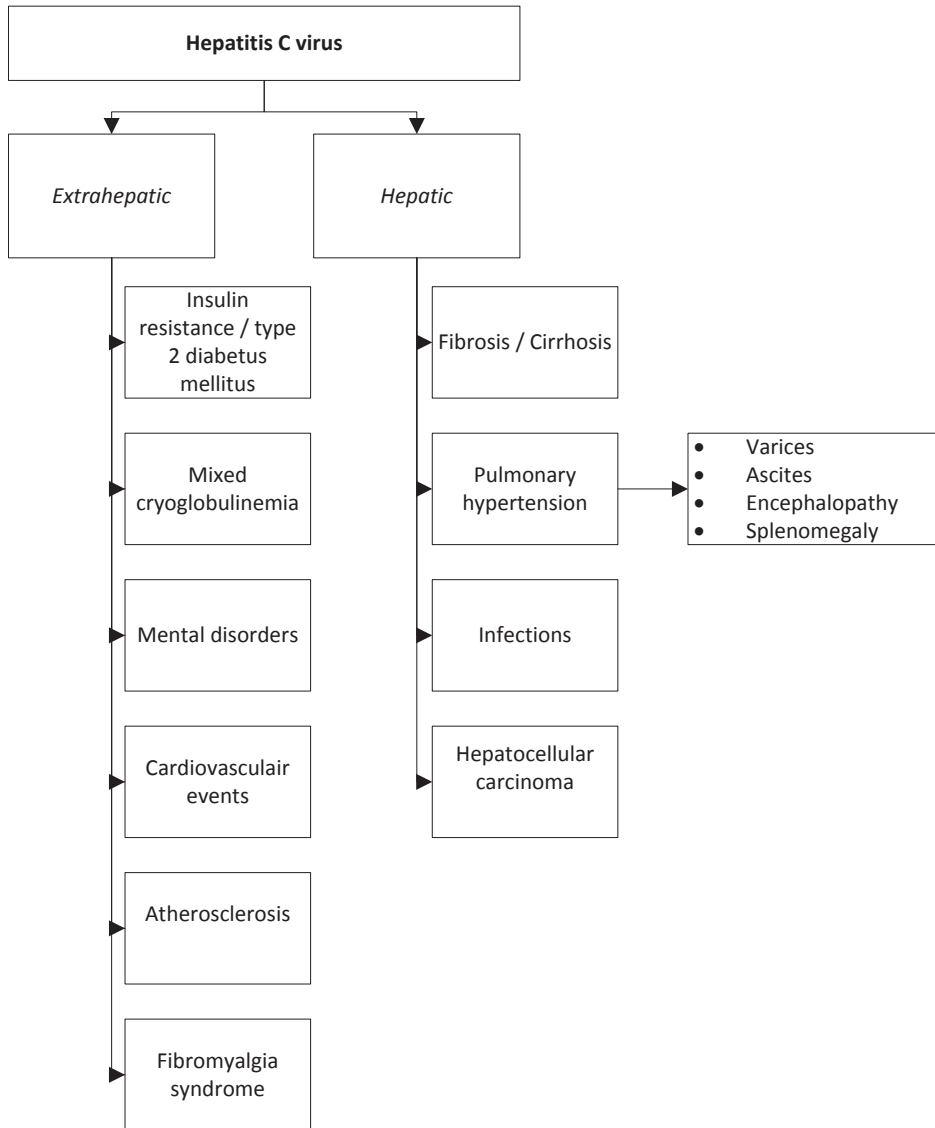 Hepatitis C virus
Extrahepatic
Hepatic
Insulin
resistance / type
2 diabetus
mellitus
Fibrosis / Cirrhosis
Mixed
cryoglobulinemia
Pulmonary
hypertension
• Varices
• Ascites
• Encephalopathy
• Splenomegaly
Mental disorders
Infections
Cardiovasculair
events
Hepatocellular
carcinoma
Atherosclerosis
Fibromyalgia
syndrome